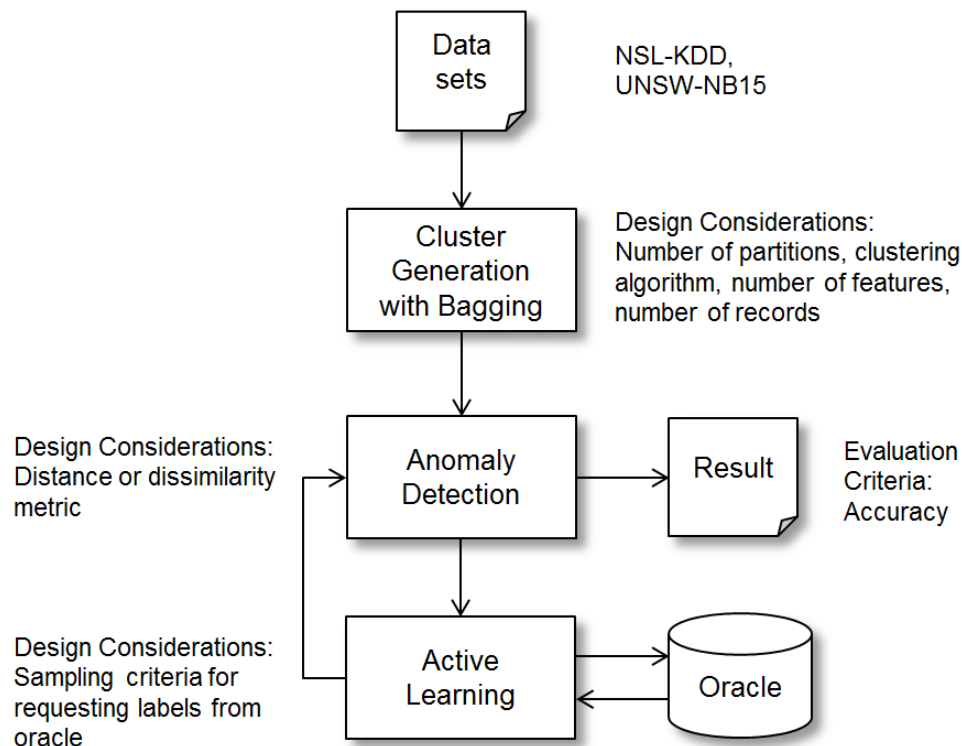 Data
sets
NSL-KDD,
UNSW-NB15
Cluster
Generation
with Bagging
Design Considerations:
Number of partitions, clustering
algorithm, number of features,
number of records
Design Considerations:
Distance or dissimilarity
metric
Anomaly
Detection
Result
Evaluation
Criteria:
Accuracy
Design Considerations:
Sampling criteria for
requesting labels from
oracle
Active
Learning
Oracle